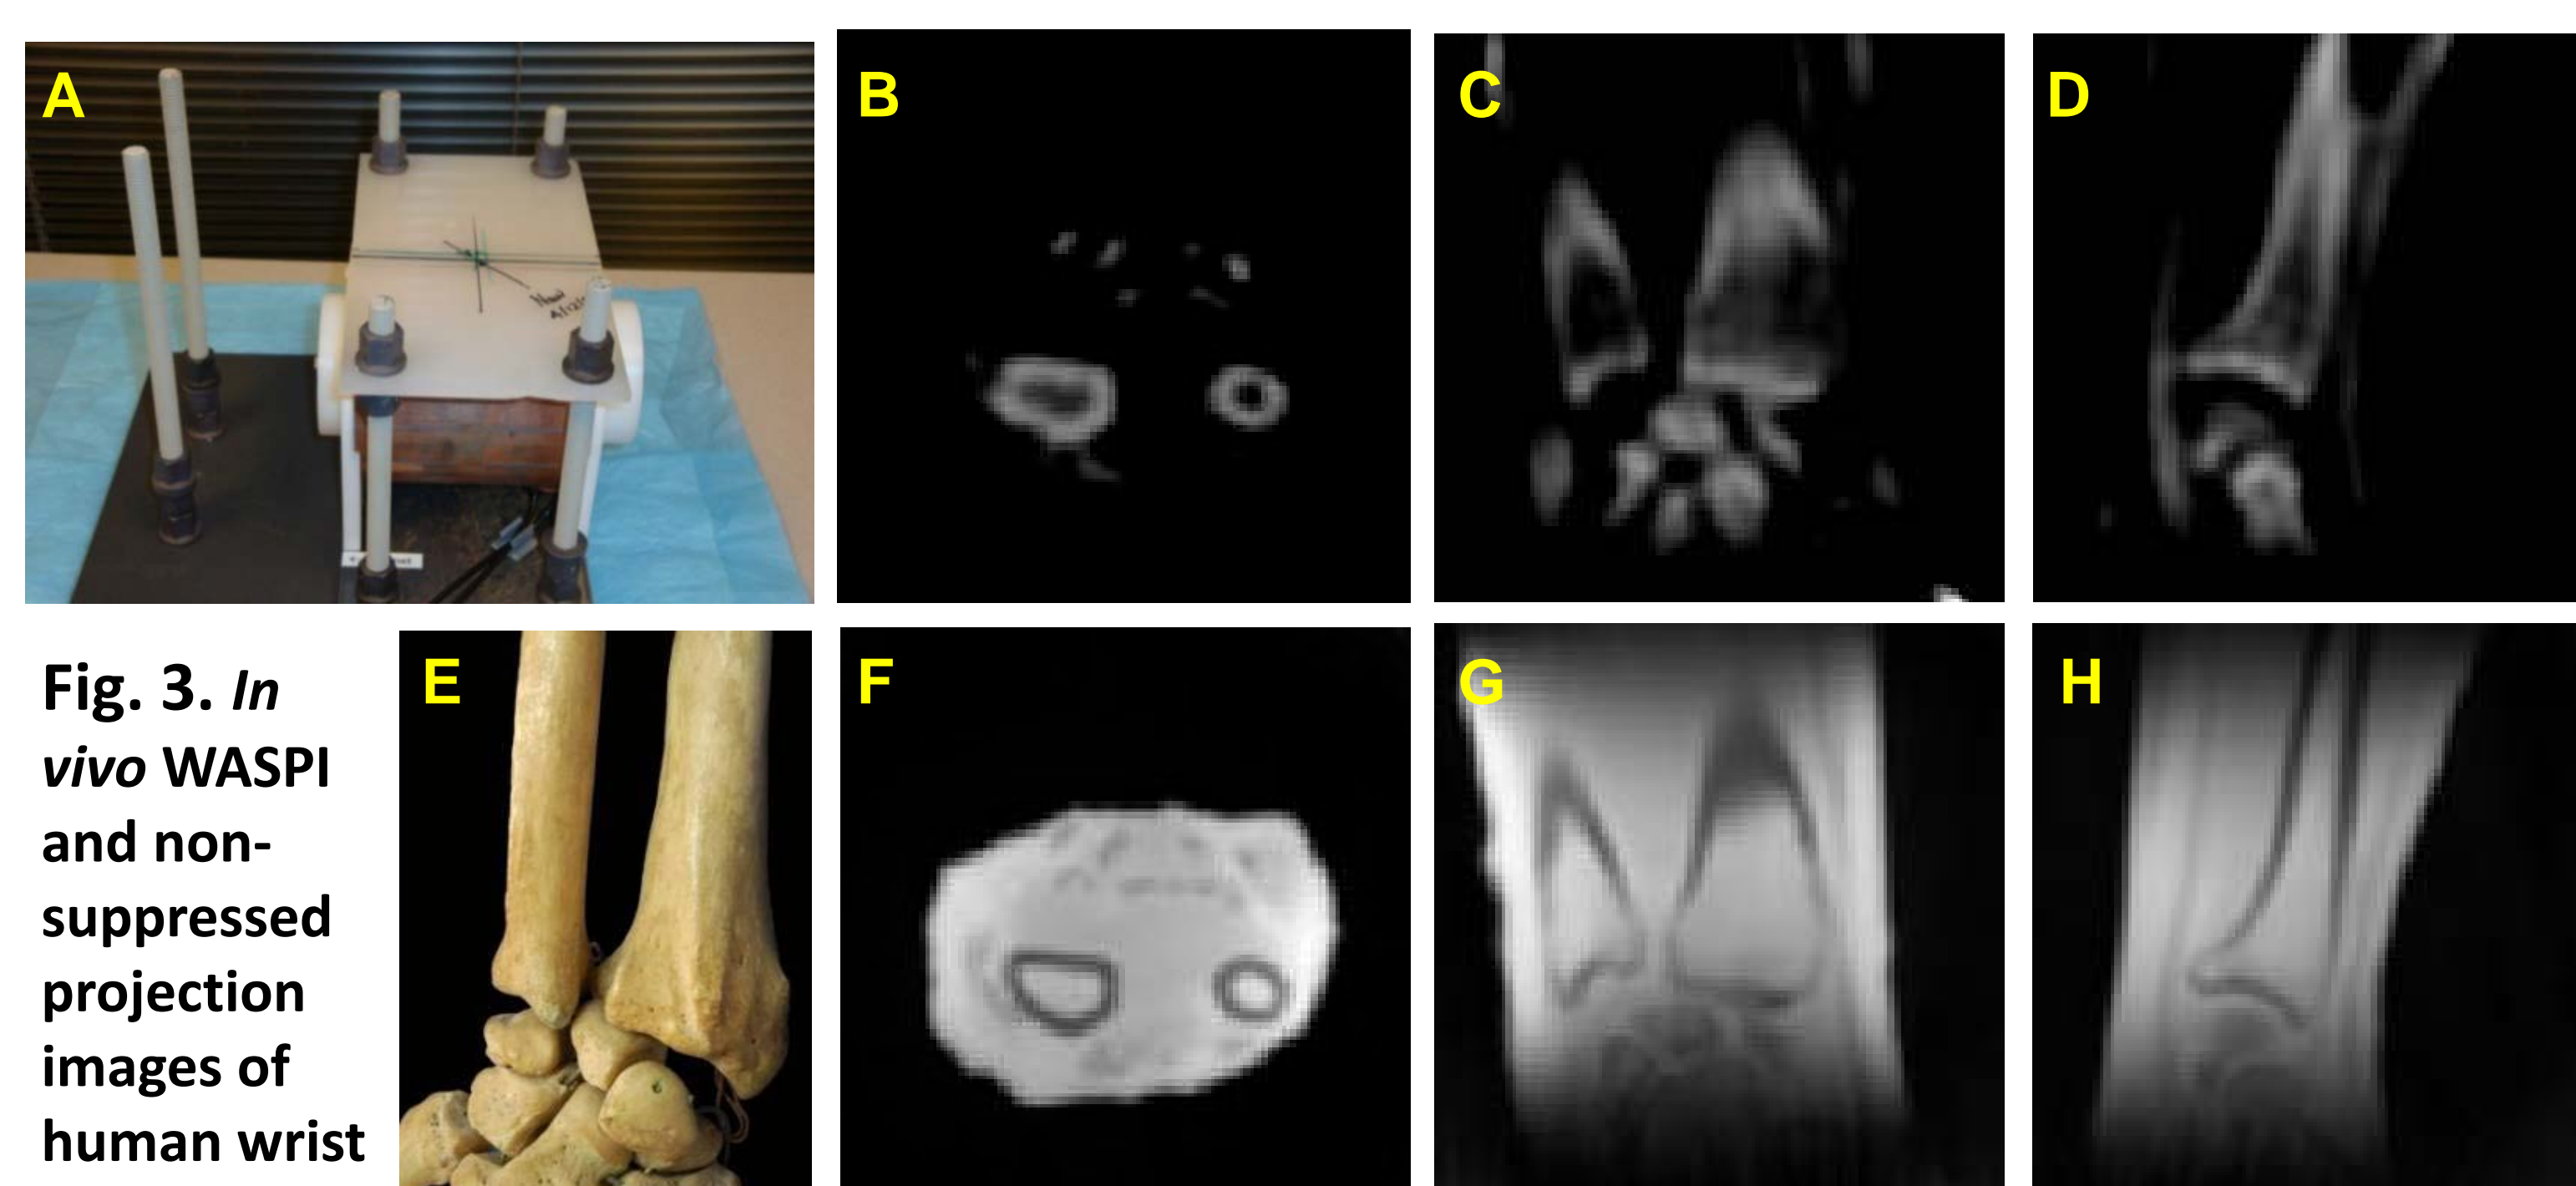 A
B
C
D
E
F
G
H
Fig. 3. In
vivo WASPI
and non-
suppressed
projection
images of
human wrist